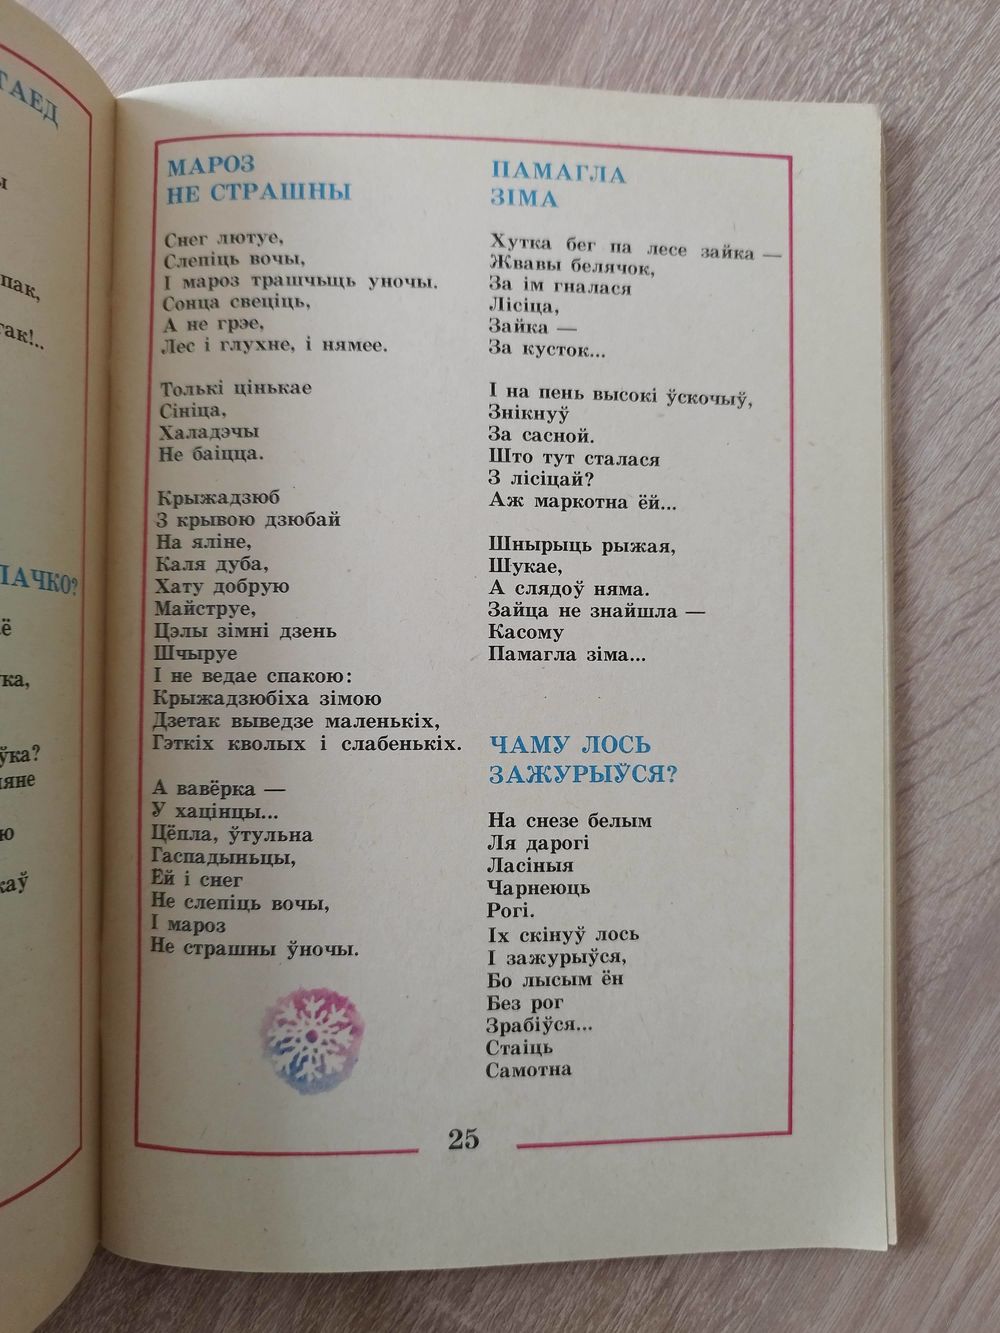 ГАЕД
пак,
так!..
ПАЧКО?
ўка?
МАРОЗ
НЕ СТРАШНЫ
Снег лютуе,
Слепіць вочы,
І мароз трашчыць уночы.
Сонца свеціць,
А не грэе,
Лес і глухне, і нямее.
Толькі цінькае
Сініца,
Халадэчы
Не баіцца.
Крыжадзюб
З крывою дзюбай
На яліне,
Каля дуба,
Хату добрую
Майструе,
Цэлы зімні дзень
Шчыруе
І не ведае спакою:
Крыжадзюбіха зімою
Дзетак выведзе маленькіх,
Гэткіх кволых і слабенькіх.
А вавёрка —
У хацінцы...
Цёпла, ўтульна
Гаспадыньцы,
Ёй і снег
Не слепіць вочы,
І мароз
Не страшны ўночы.
ПАМАГЛА
ЗІМА
Хутка бег па лесе зайка —
Жвавы белячок,
За ім гналася
Лісіца,
Зайка —
За кусток...
І на пень высокі ўскочыў,
Знікнуў
За сасной.
Што тут сталася
З лісіцай?
Аж маркотна ёй...
Шнырыць рыжая,
Шукае,
А слядоў няма.
Зайца не знайшла —
Касому
Памагла зіма...
ЧАМУ ЛОСЬ
ЗАЖУРЫЎСЯ?
На снезе белым
Ля дарогі
Ласіныя
Чарнеюць
Рогі.
Іх скінуў лось
І зажурыўся,
Бо лысым ён
Без рог
Зрабіўся...
Стаіць
Самотна
25